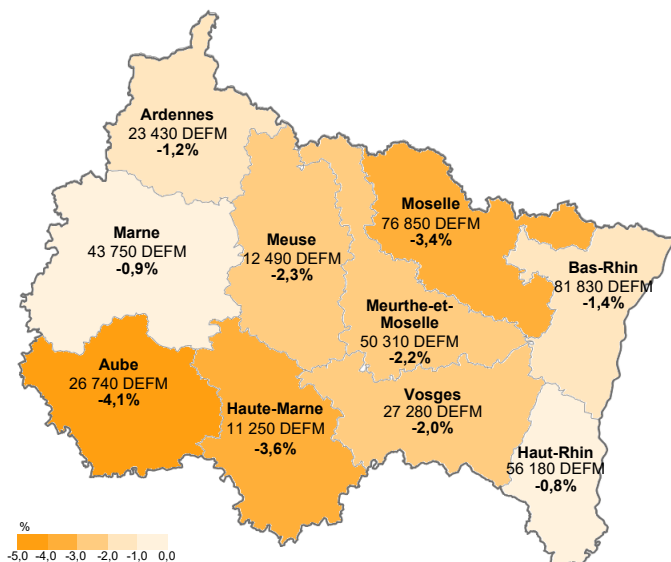 Ardennes
23 430 DEFM
-1,2%
Marne
43 750 DEFM
-0,9%
Meuse
12 490 DEFM
-2,3%
Moselle
76 850 DEFM
-3,4%
Bas-Rhin
81 830 DEFM
-1,4%
Meurthe-et-
Moselle
50 310 DEFM
-2,2%
Aube
26 740 DEFM
-4,1%
Haute-Marne
11 250 DEFM
-3,6%
Vosges
27 280 DEFM
-2,0%
Haut-Rhin
56 180 DEFM
-0,8%
%
-5,0 -4,0 -3,0 -2,0 -1,0 0,0